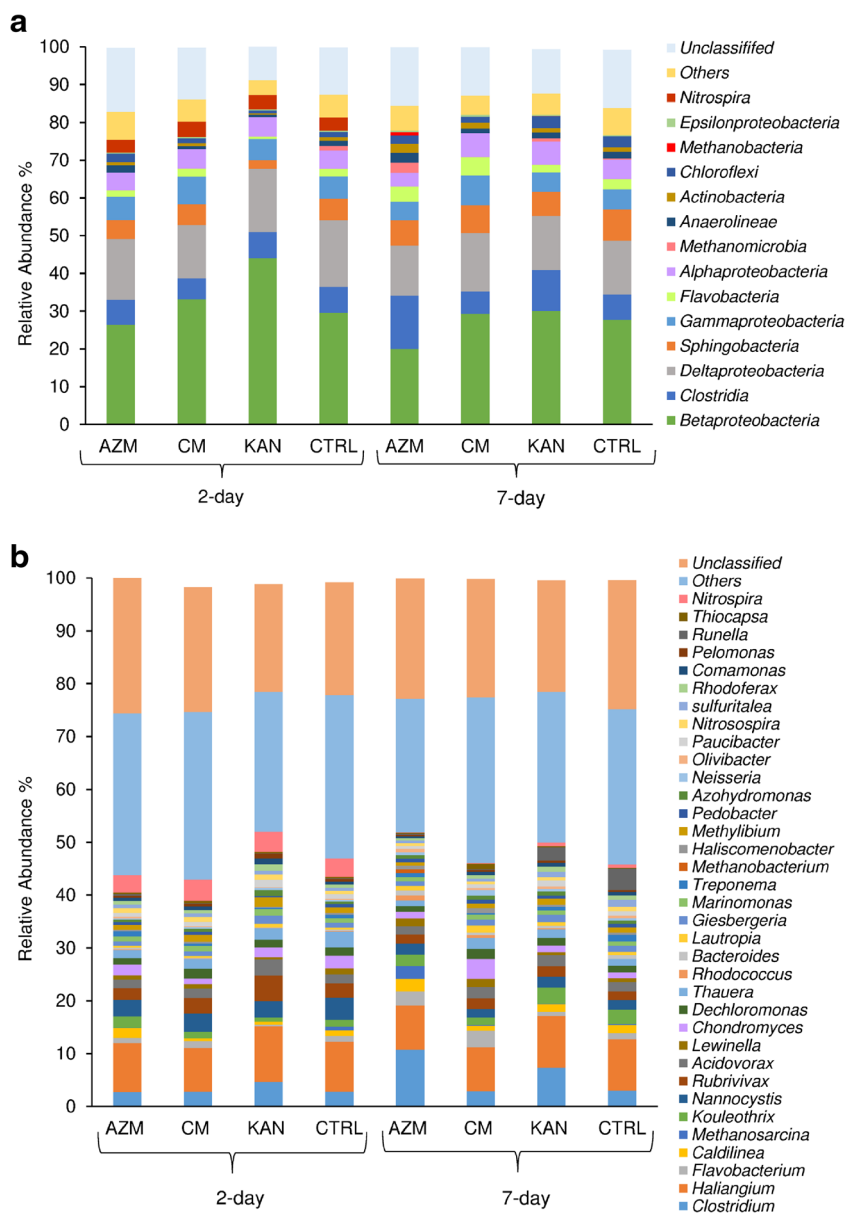 a
Relative Abundance %
100
90
80
70
60
50
40
30
20
10
0
AZM CM KAN CTRL AZM CM KAN CTRL
2-day 7-day
Unclassififed
Others
Nitrospira
Epsilonproteobacteria
Methanobacteria
Chloroflexi
Actinobacteria
Anaerolineae
Methanomicrobia
Alphaproteobacteria
Flavobacteria
Gammaproteobacteria
Sphingobacteria
Deltaproteobacteria
Clostridia
Betaproteobacteria
b
Relative Abundance %
100
90
80
70
60
50
40
30
20
10
0
AZM CM KAN CTRL AZM CM KAN CTRL
2-day 7-day
Unclassified
Others
Nitrospira
Thiocapsa
Runella
Pelomonas
Comamonas
Rhodoferax
sulfuritalea
Nitrosospira
Paucibacter
Olivibacter
Neisseria
Azohydromonas
Pedobacter
Methylibium
Haliscomenobacter
Methanobacterium
Treponema
Marinomonas
Giesbergeria
Lautropia
Bacteroides
Rhodococcus
Thauera
Dechloromonas
Chondromyces
Lewinella
Acidovorax
Rubrivivax
Nannocystis
Kouleothrix
Methanosarcina
Caldilinea
Flavobacterium
Haliangium
Clostridium